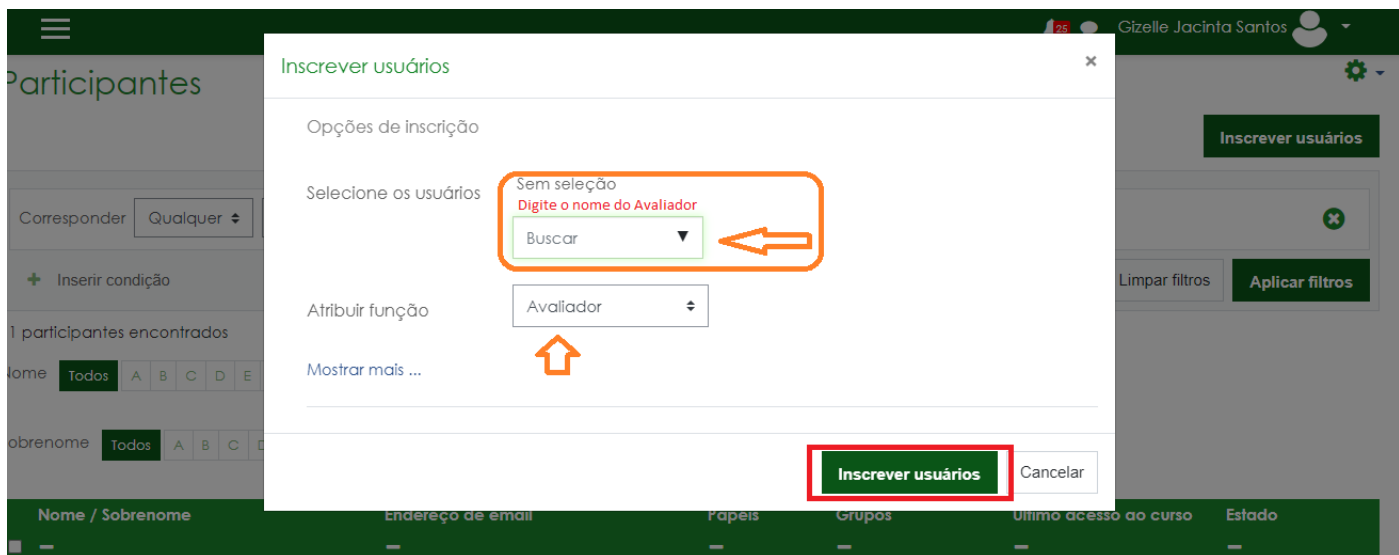 25 Gizelle Jacinta Santos
Participantes
Inscrever usuários ×
Opções de inscrição
Inscrever usuários
Selecione os usuários
Sem seleção
Digite o nome do Avaliador
Buscar
Corresponder Qualquer
Inserir condição
Limpar filtros Aplicar filtros
Atribuir função Avaliador
1 participantes encontrados
Mostrar mais ...
Nome Todos A B C D E
Sobrenome Todos A B C D
Inscrever usuários Cancelar
Nome / Sobrenome Endereço de email Papéis Grupos Último acesso ao curso Estado